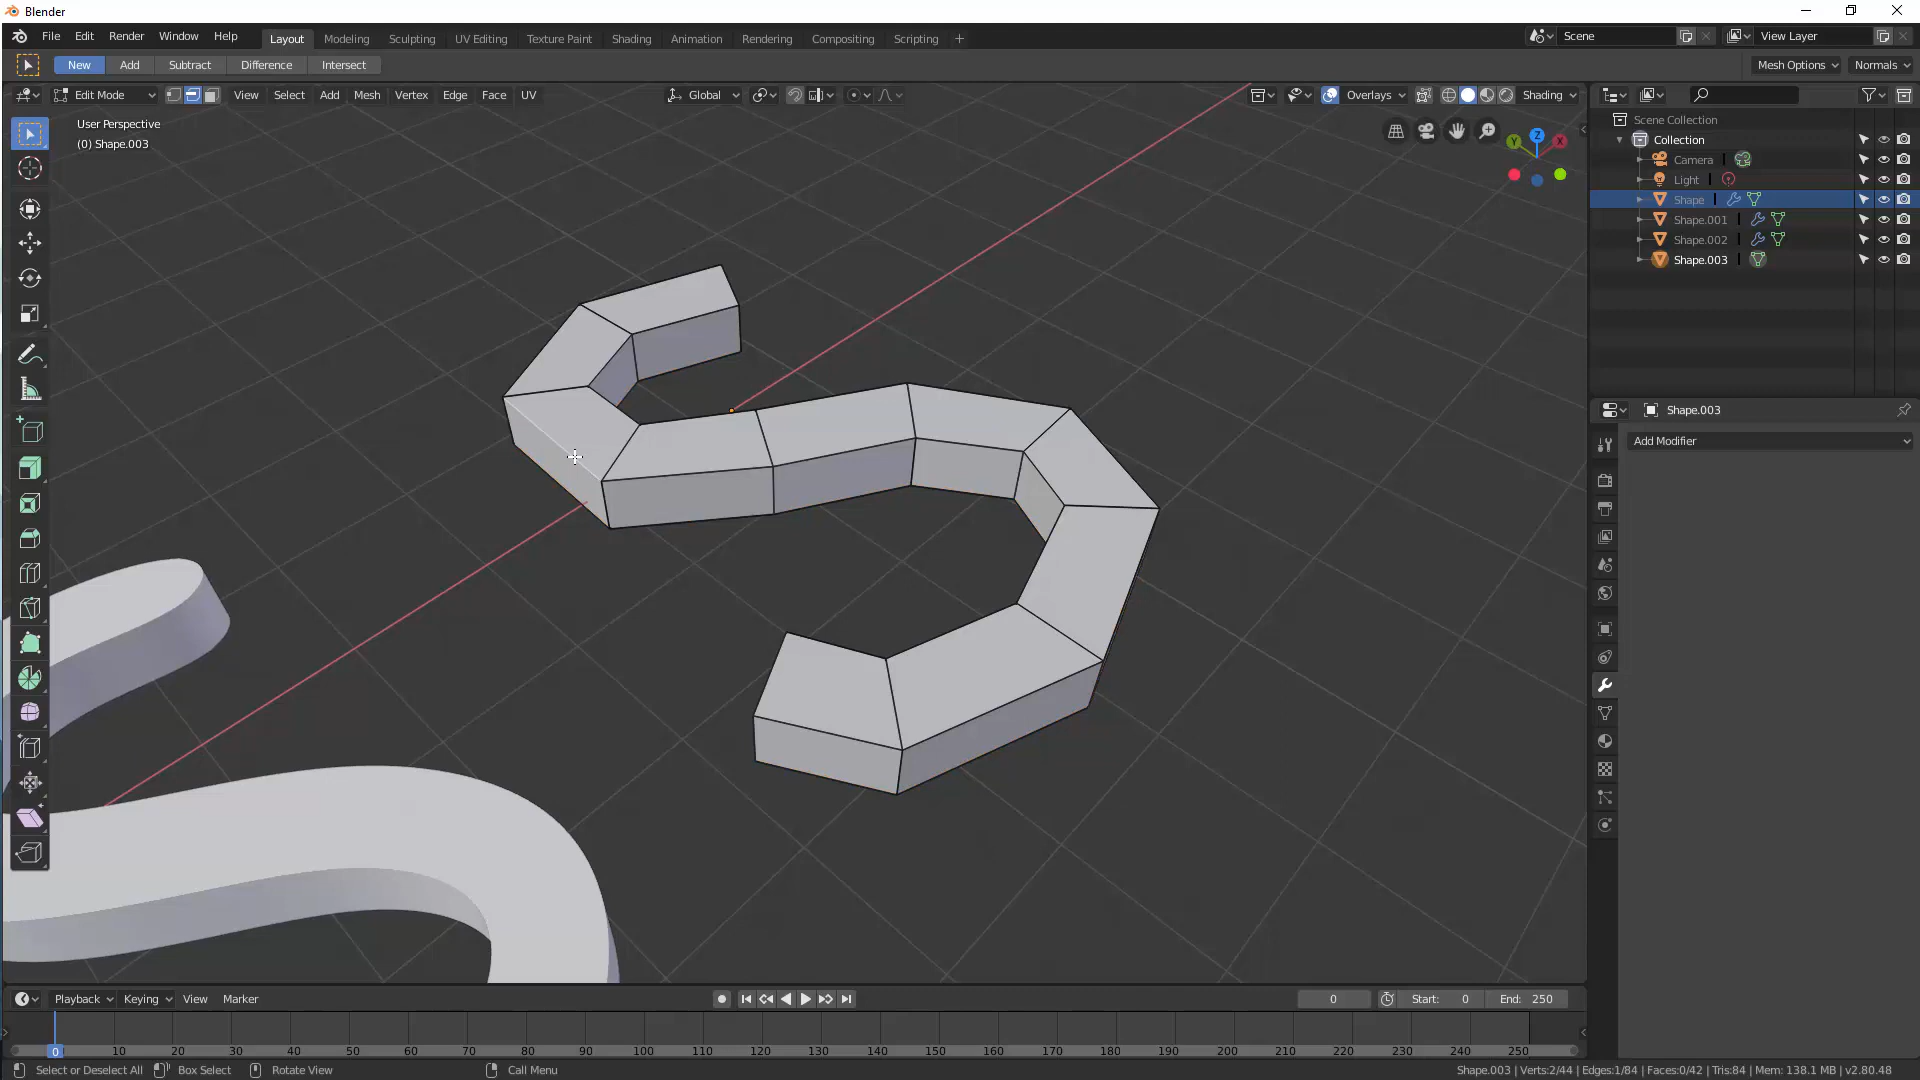 Blender
File Edit Render Window Help Layout Modeling Sculpting UV Editing Texture Paint Shading Animation Rendering Compositing Scripting Scene View Layer
New Add Subtract Difference Intersect Mesh Options Normals
Edit Mode View Select Add Mesh Vertex Edge Face UV Global Overlays Shading
User Perspective
(0) Shape.003
Z
Y
X
Scene Collection
Collection
Camera
Light
Shape
Shape.001
Shape.002
Shape.003
Shape.003
Add Modifier
Playback Keying View Marker 0 Start: 0 End: 250
0 10 20 30 40 50 60 70 80 90 100 110 120 130 140 150 160 170 180 190 200 210 220 230 240 250
Select or Deselect All Box Select Rotate View Call Menu Shape.003 | Verts:2/44 | Edges:1/84 | Faces:0/42 | Tris:84 | Mem: 138.1 MB | v2.80.48